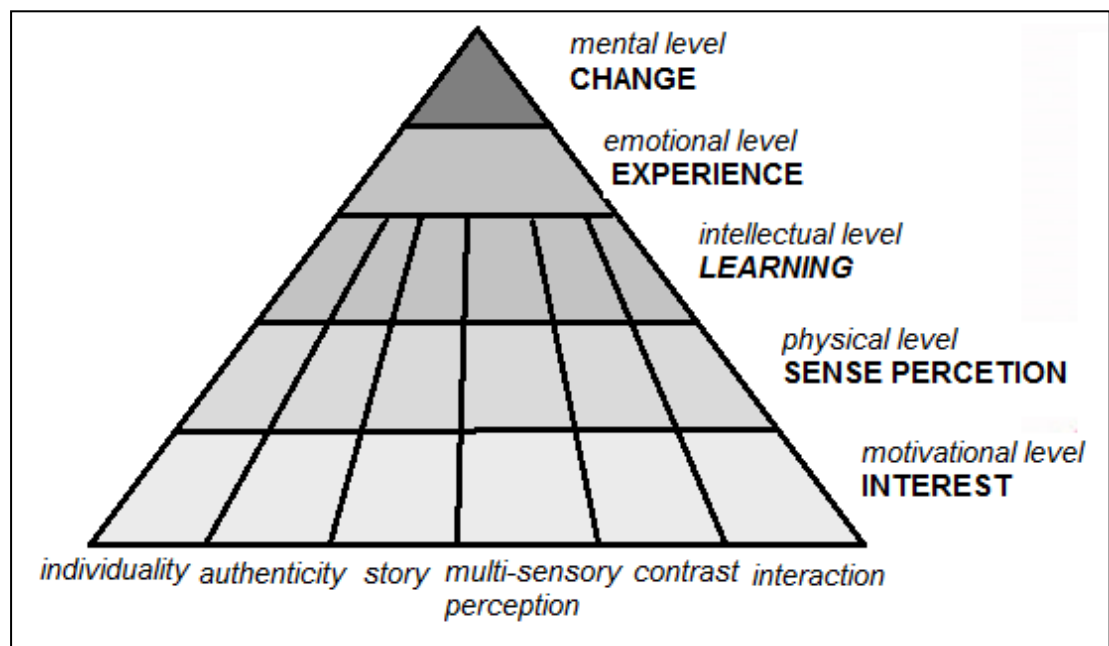 mental level
CHANGE
emotional level
EXPERIENCE
intellectual level
LEARNING
physical level
SENSE PERCETION
motivational level
INTEREST
individuality authenticity story multi-sensory contrast interaction
perception